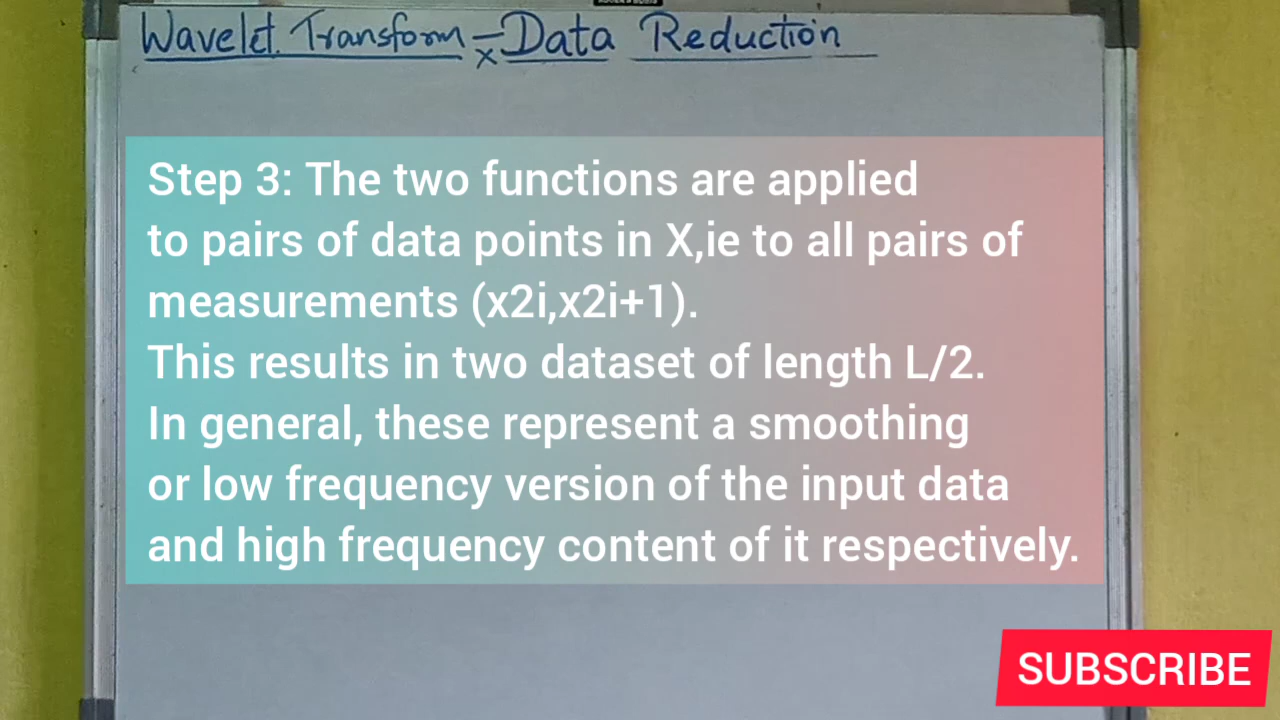 Wavelet Transform - Data Reduction
Step 3: The two functions are applied
to pairs of data points in X,ie to all pairs of
measurements (x2i,x2i+1).
This results in two dataset of length L/2.
In general, these represent a smoothing
or low frequency version of the input data
and high frequency content of it respectively.
SUBSCRIBE